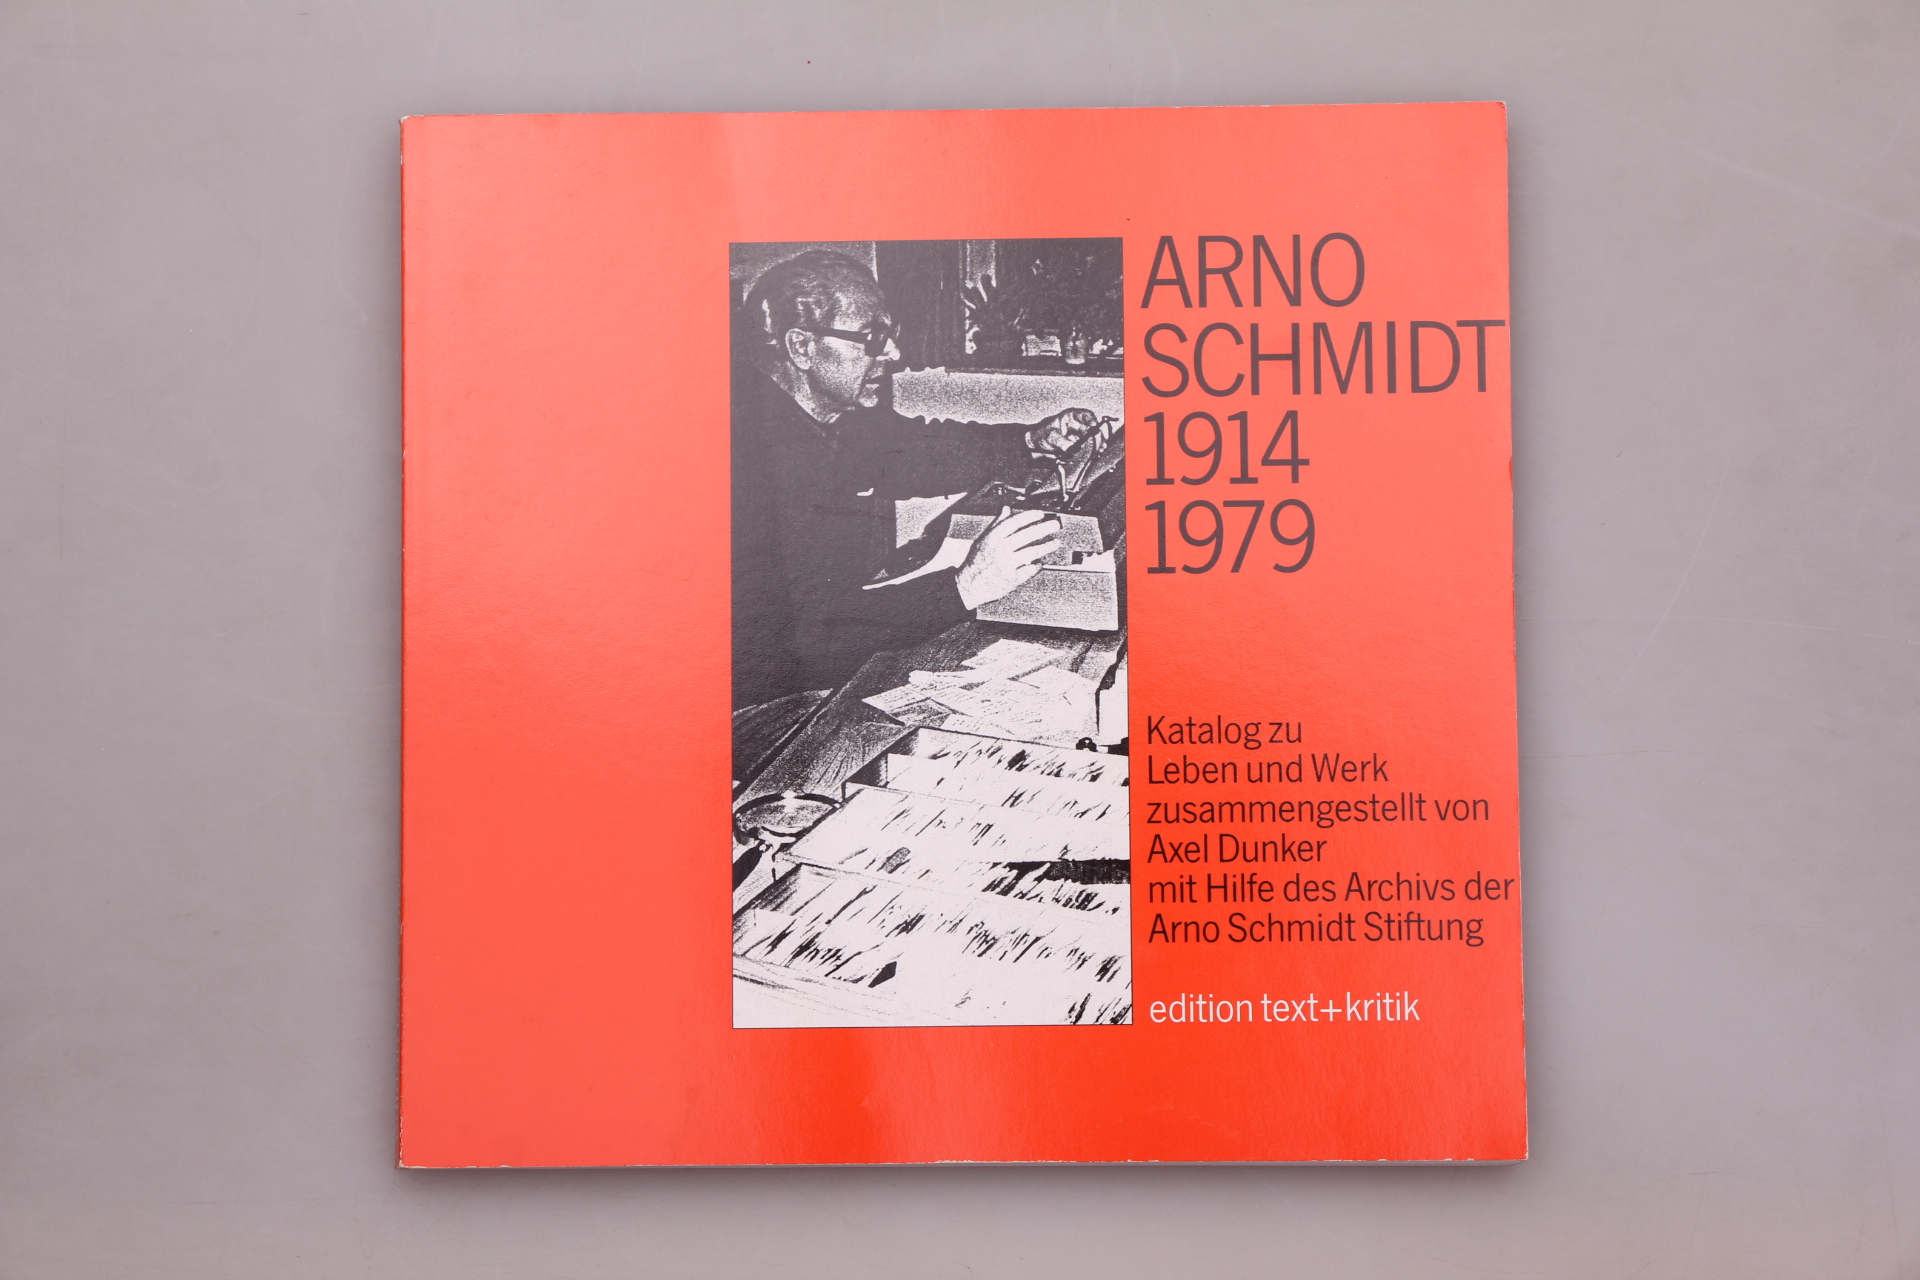 ARNO
SCHMIDT
1914
1979
Katalog zu
Leben und Werk
zusammengestellt von
Axel Dunker
mit Hilfe des Archivs der
Arno Schmidt Stiftung
edition text+kritik